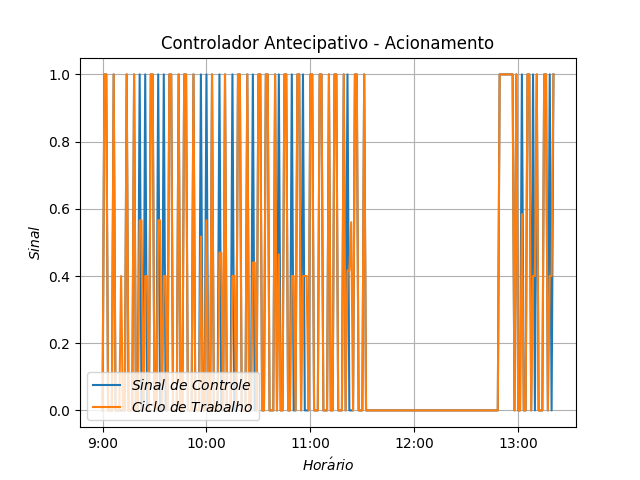 Controlador Antecipativo - Acionamento
1.0
0.8
0.6
0.4
0.2
0.0
Sinal
Sinal de Controle
Ciclo de Trabalho
9:00 10:00 11:00 12:00 13:00
Horário